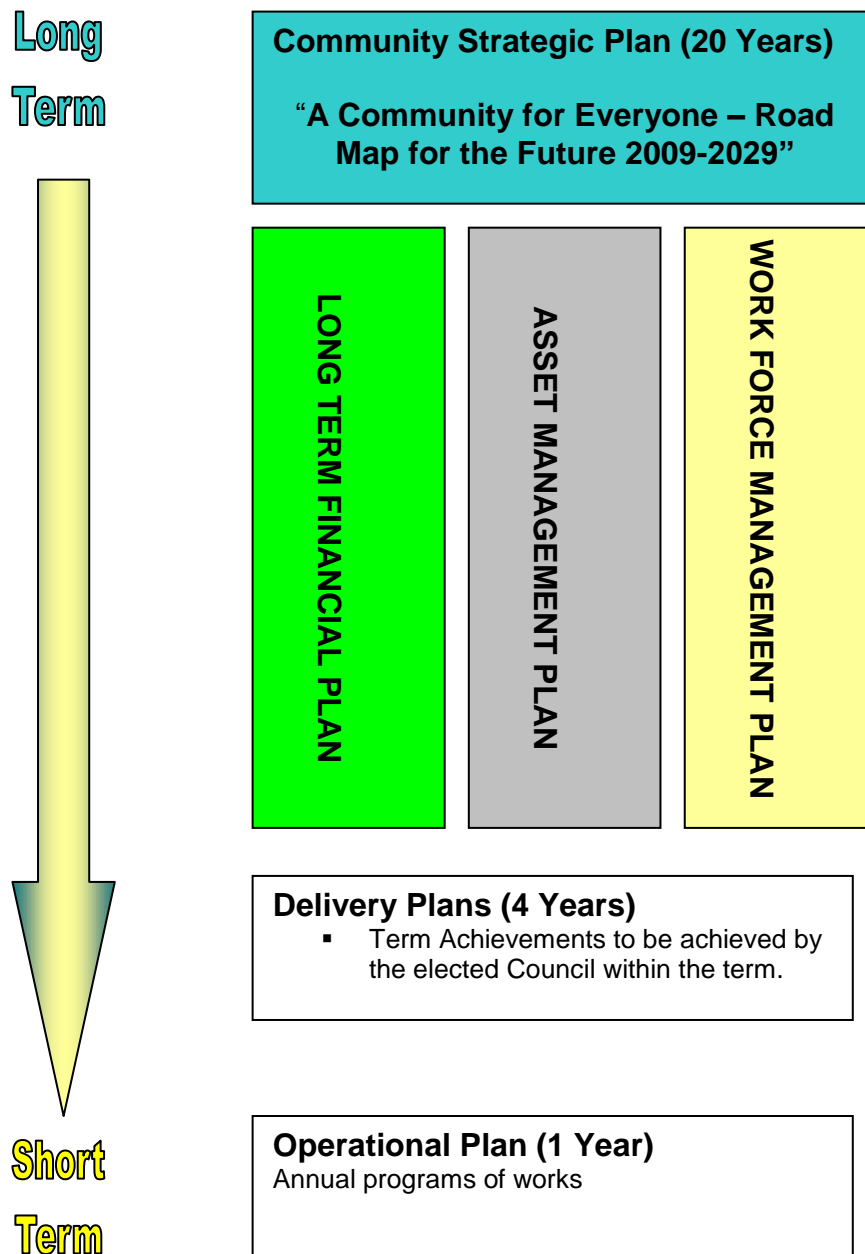 Long
Term
Community Strategic Plan (20 Years)
“A Community for Everyone – Road
Map for the Future 2009-2029”
LONG TERM FINANCIAL PLAN
ASSET MANAGEMENT PLAN
WORK FORCE MANAGEMENT PLAN
Delivery Plans (4 Years)
▪ Term Achievements to be achieved by
the elected Council within the term.
Short
Term
Operational Plan (1 Year)
Annual programs of works